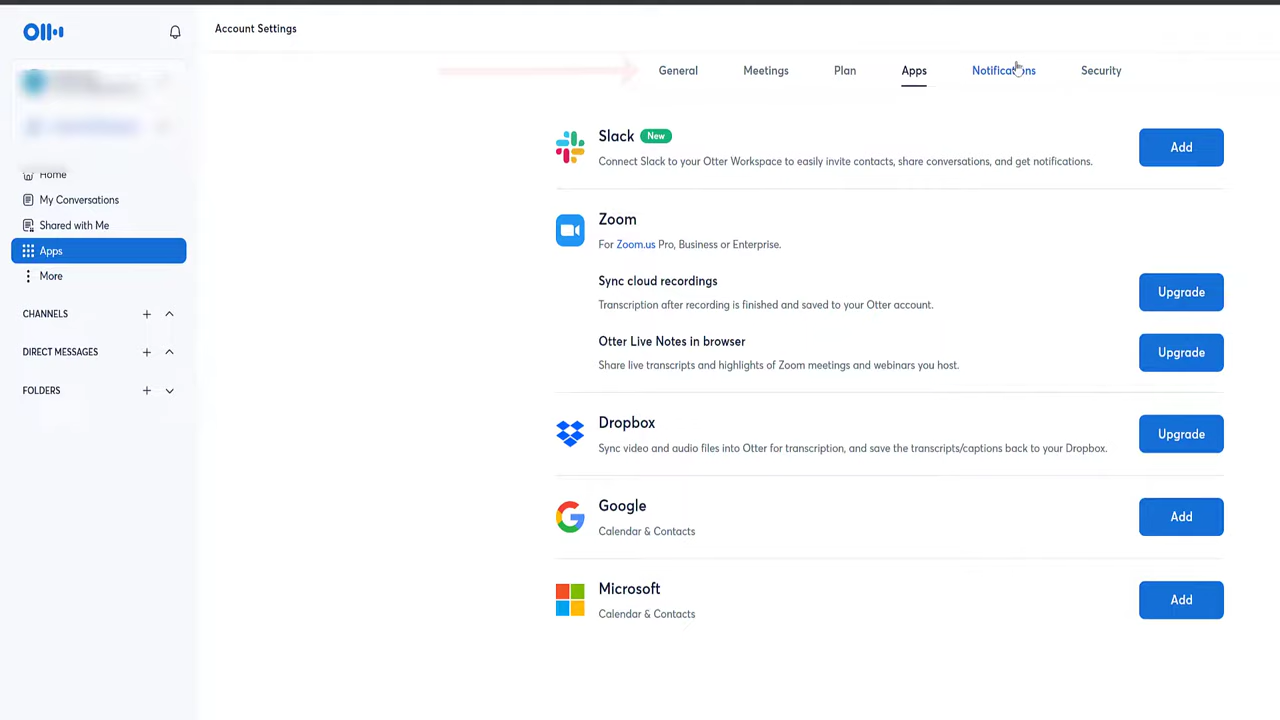 Account Settings
General Meetings Plan Apps Notifications Security
Home
My Conversations
Shared with Me
Apps
More
CHANNELS
DIRECT MESSAGES
FOLDERS
Slack New
Connect Slack to your Otter Workspace to easily invite contacts, share conversations, and get notifications.
Add
Zoom
For Zoom.us Pro, Business or Enterprise.
Sync cloud recordings
Transcription after recording is finished and saved to your Otter account.
Upgrade
Otter Live Notes in browser
Share live transcripts and highlights of Zoom meetings and webinars you host.
Upgrade
Dropbox
Sync video and audio files into Otter for transcription, and save the transcripts/captions back to your Dropbox.
Upgrade
Google
Calendar & Contacts
Add
Microsoft
Calendar & Contacts
Add